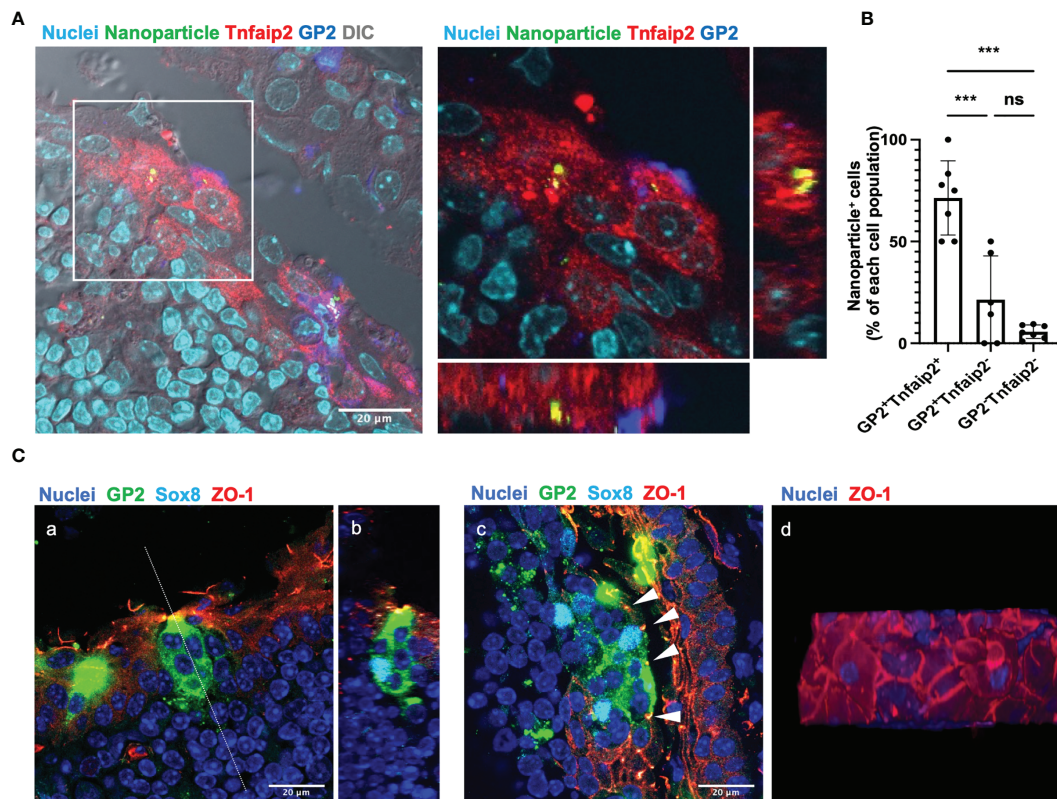 A
Nuclei Nanoparticle Tnfaip2 GP2 DIC
20 µm
Nuclei Nanoparticle Tnfaip2 GP2
B
***
*** ns
Nanoparticle⁺ cells
(% of each cell population)
100
50
0
GP2⁺Tnfaip2⁺
GP2⁺Tnfaip2⁻
GP2⁻Tnfaip2⁻
C
Nuclei GP2 Sox8 ZO-1
a
20 µm
b
Nuclei GP2 Sox8 ZO-1
c
20 µm
Nuclei ZO-1
d